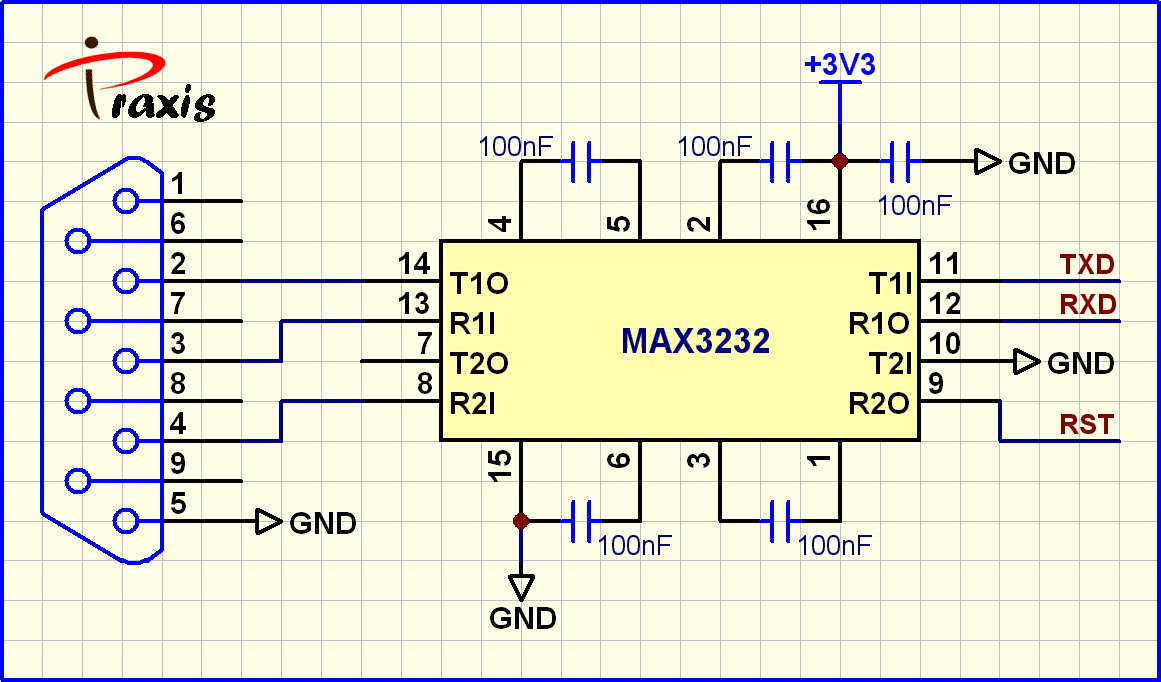 Praxis
+3V3
100nF
100nF
GND
100nF
4
5
2
16
1
6
2
7
3
8
4
9
5
GND
14
13
7
8
T1O
R1I
T2O
R2I
MAX3232
T1I
R1O
T2I
R2O
11
12
10
9
TXD
RXD
GND
RST
15
6
3
1
100nF
100nF
GND